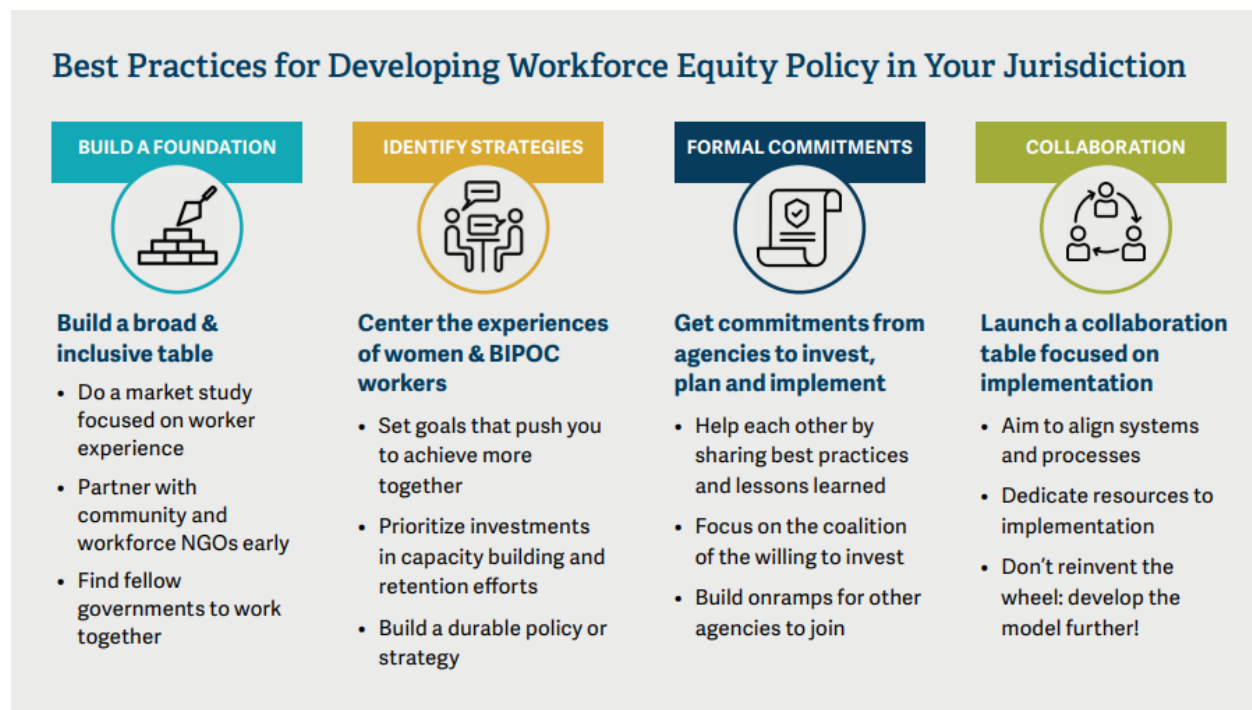 Best Practices for Developing Workforce Equity Policy in Your Jurisdiction
BUILD A FOUNDATION
Build a broad &
inclusive table
• Do a market study
focused on worker
experience
• Partner with
community and
workforce NGOs early
• Find fellow
governments to work
together
IDENTIFY STRATEGIES
Center the experiences
of women & BIPOC
workers
• Set goals that push you
to achieve more
together
• Prioritize investments
in capacity building and
retention efforts
• Build a durable policy or
strategy
FORMAL COMMITMENTS
Get commitments from
agencies to invest,
plan and implement
• Help each other by
sharing best practices
and lessons learned
• Focus on the coalition
of the willing to invest
• Build onramps for other
agencies to join
COLLABORATION
Launch a collaboration
table focused on
implementation
• Aim to align systems
and processes
• Dedicate resources to
implementation
• Don’t reinvent the
wheel: develop the
model further!